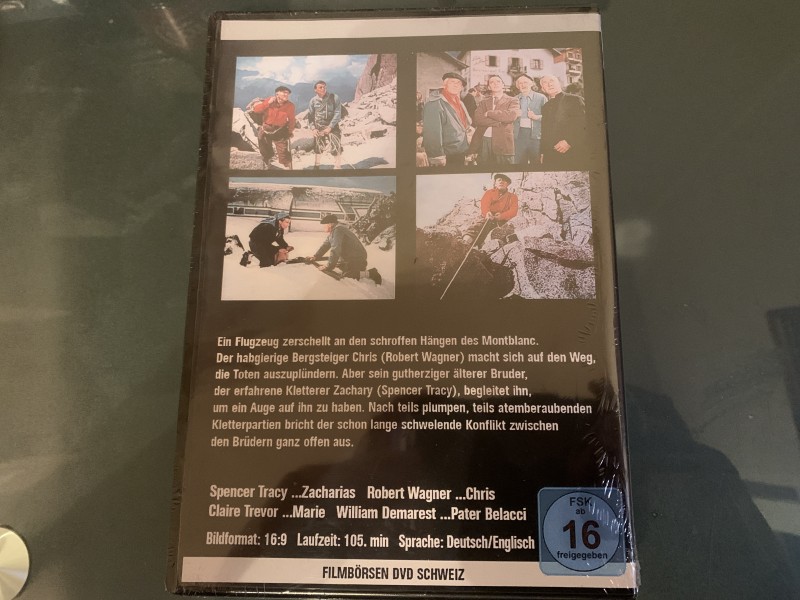 Ein Flugzeug zerschellt an den schroffen Hängen des Montblanc.
Der habgierige Bergsteiger Chris (Robert Wagner) macht sich auf den Weg,
die Toten auszuplündern. Aber sein gutherziger älterer Bruder,
der erfahrene Kletterer Zachary (Spencer Tracy), begleitet ihn,
um ein Auge auf ihn zu haben. Nach teils plumpen, teils atemberaubenden
Kletterpartien bricht der schon lange schwelende Konflikt zwischen
den Brüdern ganz offen aus.
Spencer Tracy ...Zacharias Robert Wagner ...Chris
Claire Trevor ...Marie William Demarest ...Pater Belacci
Bildformat: 16:9 Laufzeit: 105. min Sprache: Deutsch/Englisch
FSK
ab
16
freigegeben
FILMBÖRSEN DVD SCHWEIZ